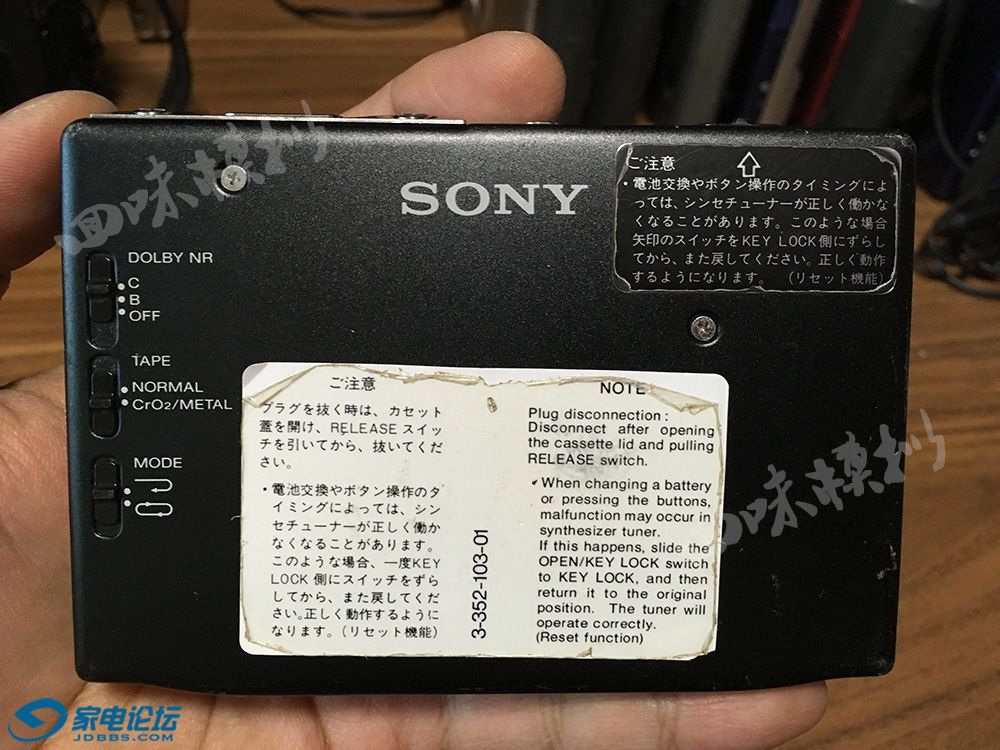 SONY
ご注意
・電池交換やボタン操作のタイミングによ
っては、シンセチューナーが正しく働かな
くなることがあります。このような場合
矢印のスイッチをKEY LOCK側にずらし
てから、また戻してください。正しく動作
するようになります。（リセット機能）
DOLBY NR
C
B
OFF
TAPE
NORMAL
CrO2/METAL
MODE
ご注意
プラグを抜く時は、カセット
蓋を開け、RELEASE スイッ
チを引いてから、抜いてくだ
さい。
・電池交換やボタン操作のタ
イミングによっては、シン
セチューナーが正しく働か
なくなることがあります。
このような場合、一度KEY
LOCK 側にスイッチをずら
してから、また戻してくだ
さい。正しく動作するように
なります。（リセット機能）
3-352-103-01
NOTE
Plug disconnection :
Disconnect after opening
the cassette lid and pulling
RELEASE switch.
When changing a battery
or pressing the buttons,
malfunction may occur in
synthesizer tuner.
If this happens, slide the
OPEN/KEY LOCK switch
to KEY LOCK, and then
return it to the original
position. The tuner will
operate correctly.
(Reset function)
四味模扚
四味模扚
家电论坛
JDBBS.COM